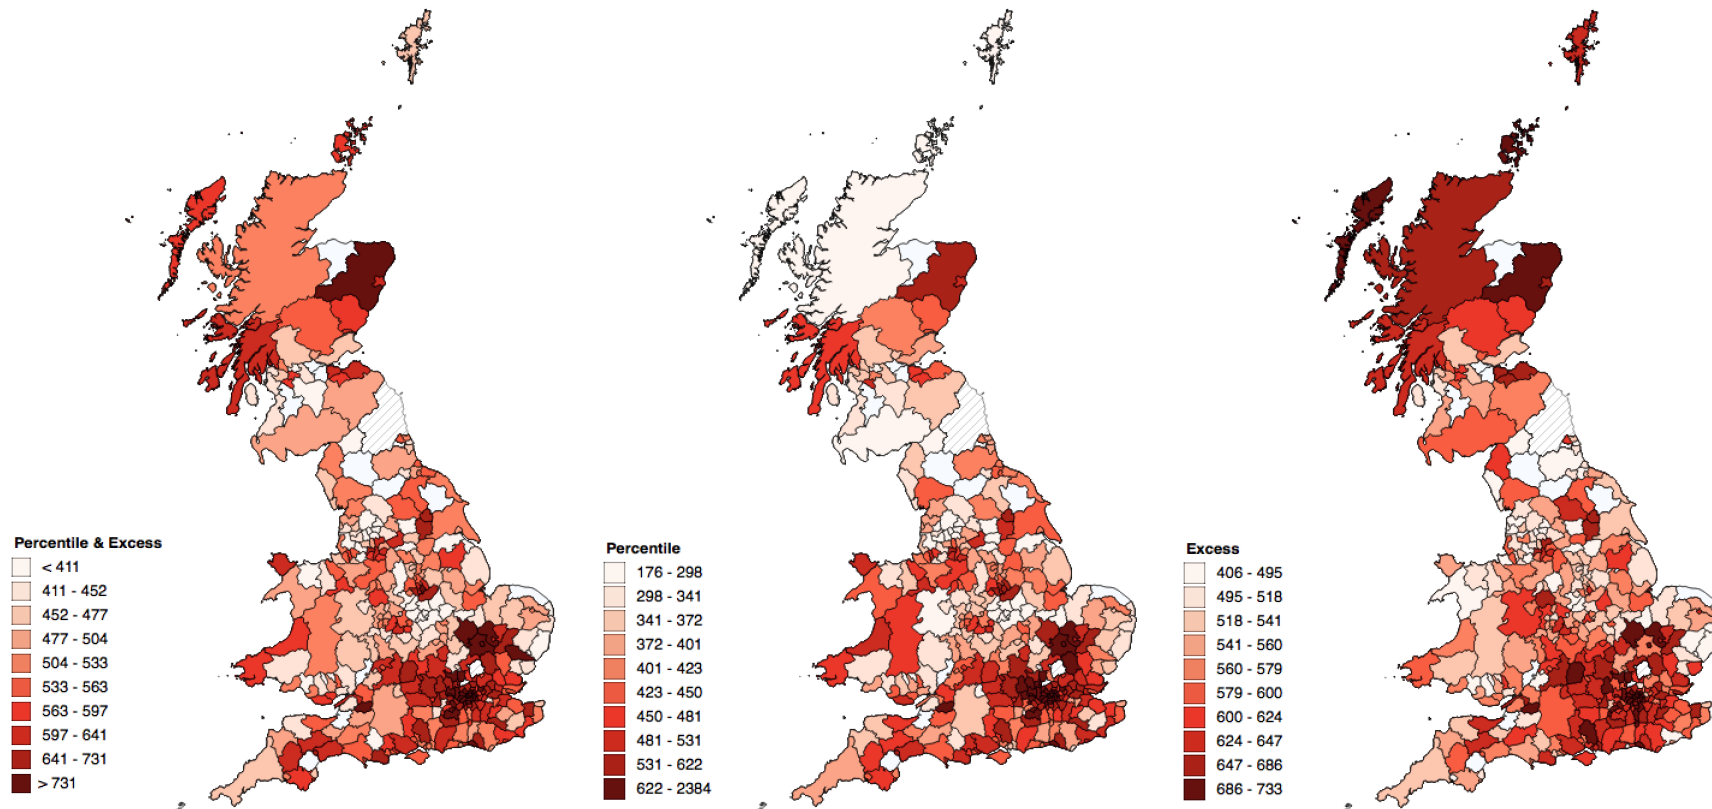 Percentile & Excess
< 411
411 - 452
452 - 477
477 - 504
504 - 533
533 - 563
563 - 597
597 - 641
641 - 731
> 731
Percentile
176 - 298
298 - 341
341 - 372
372 - 401
401 - 423
423 - 450
450 - 481
481 - 531
531 - 622
622 - 2384
Excess
406 - 495
495 - 518
518 - 541
541 - 560
560 - 579
579 - 600
600 - 624
624 - 647
647 - 686
686 - 733